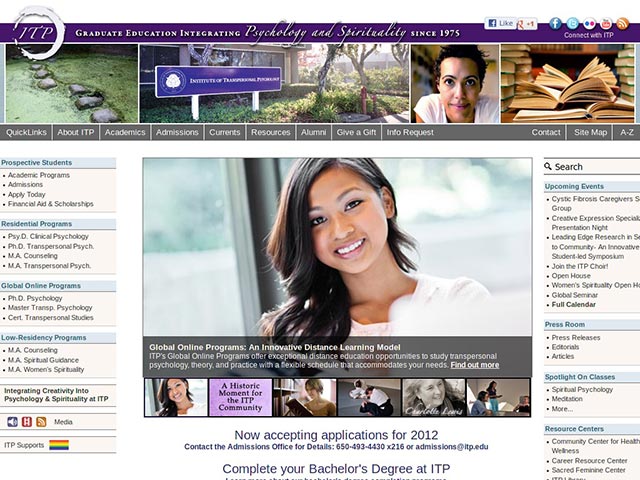 ITP
GRADUATE EDUCATION INTEGRATING Psychology and Spirituality SINCE 1975
Like
+1
Connect with ITP
INSTITUTE OF TRANSPERSONAL PSYCHOLOGY
QuickLinks
About ITP
Academics
Admissions
Currents
Resources
Alumni
Give a Gift
Info Request
Contact
Site Map
A-Z
Prospective Students
Academic Programs
Admissions
Apply Today
Financial Aid & Scholarships
Residential Programs
Psy.D. Clinical Psychology
Ph.D. Transpersonal Psych.
M.A. Counseling
M.A. Transpersonal Psych.
Global Online Programs
Ph.D. Psychology
Master Transp. Psychology
Cert. Transpersonal Studies
Low-Residency Programs
M.A. Counseling
M.A. Spiritual Guidance
M.A. Women's Spirituality
Integrating Creativity Into
Psychology & Spirituality at ITP
Media
ITP Supports
Global Online Programs: An Innovative Distance Learning Model
ITP's Global Online Programs offer exceptional distance education opportunities to study transpersonal
psychology, theory, and practice with a flexible schedule that accommodates your needs. Find out more
A Historic
Moment for
the ITP
Community
Charlotte Lewis
Now accepting applications for 2012
Contact the Admissions Office for Details: 650-493-4430 x216 or admissions@itp.edu
Complete your Bachelor's Degree at ITP
Learn more about our bachelor's degree completion programs
Search
Upcoming Events
Cystic Fibrosis Caregivers S
Group
Creative Expression Specializ
Presentation Night
Leading Edge Research in Se
to Community- An Innovative
Student-led Symposium
Join the ITP Choir!
Open House
Women's Spirituality Open Ho
Global Seminar
Full Calendar
Press Room
Press Releases
Editorials
Articles
Spotlight On Classes
Spiritual Psychology
Meditation
More...
Resource Centers
Community Center for Health
Wellness
Career Resource Center
Sacred Feminine Center
ITP Library